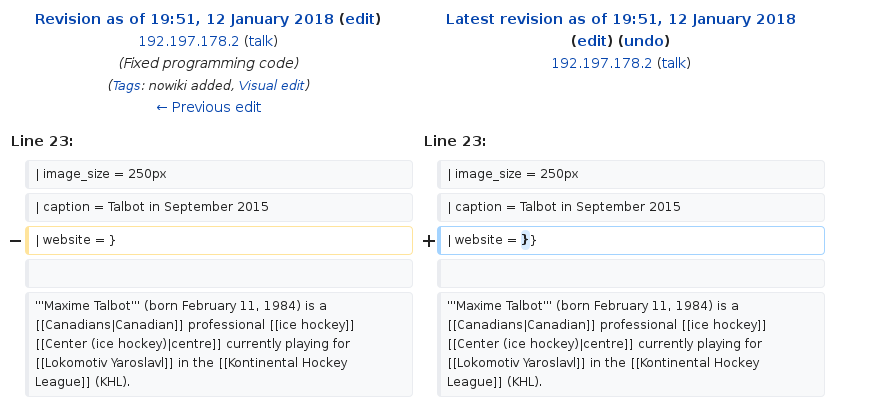 Revision as of 19:51, 12 January 2018 (edit)
192.197.178.2 (talk)
(Fixed programming code)
(Tags: nowiki added, Visual edit)
← Previous edit
Latest revision as of 19:51, 12 January 2018
(edit) (undo)
192.197.178.2 (talk)
Line 23:
Line 23:
| image_size = 250px
| image_size = 250px
| caption = Talbot in September 2015
| caption = Talbot in September 2015
− | website = }
+ | website = }}
'''Maxime Talbot''' (born February 11, 1984) is a
[[Canadians|Canadian]] professional [[ice hockey]]
[[Center (ice hockey)|centre]] currently playing for
[[Lokomotiv Yaroslavl]] in the [[Kontinental Hockey
League]] (KHL).
'''Maxime Talbot''' (born February 11, 1984) is a
[[Canadians|Canadian]] professional [[ice hockey]]
[[Center (ice hockey)|centre]] currently playing for
[[Lokomotiv Yaroslavl]] in the [[Kontinental Hockey
League]] (KHL).